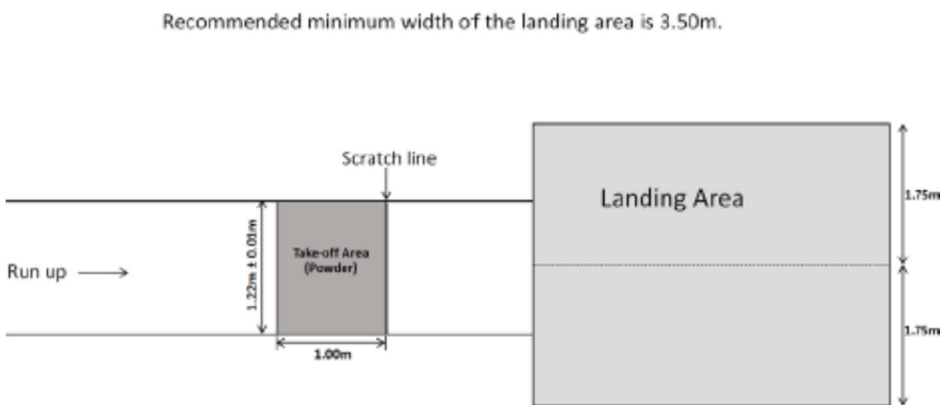 Recommended minimum width of the landing area is 3.50m.
Scratch line
Landing Area
1.75m
1.22m ± 0.01m
Take-off Area
(Powder)
Run up
1.75m
1.00m